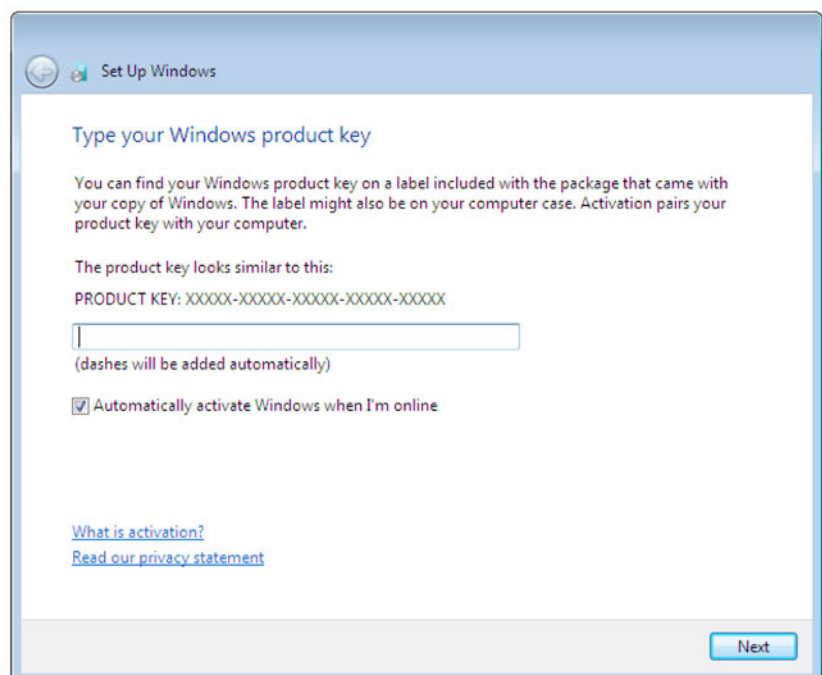 Set Up Windows
Type your Windows product key
You can find your Windows product key on a label included with the package that came with
your copy of Windows. The label might also be on your computer case. Activation pairs your
product key with your computer.
The product key looks similar to this:
PRODUCT KEY: XXXXX-XXXXX-XXXXX-XXXXX-XXXXX
(dashes will be added automatically)
Automatically activate Windows when I'm online
What is activation?
Read our privacy statement
Next